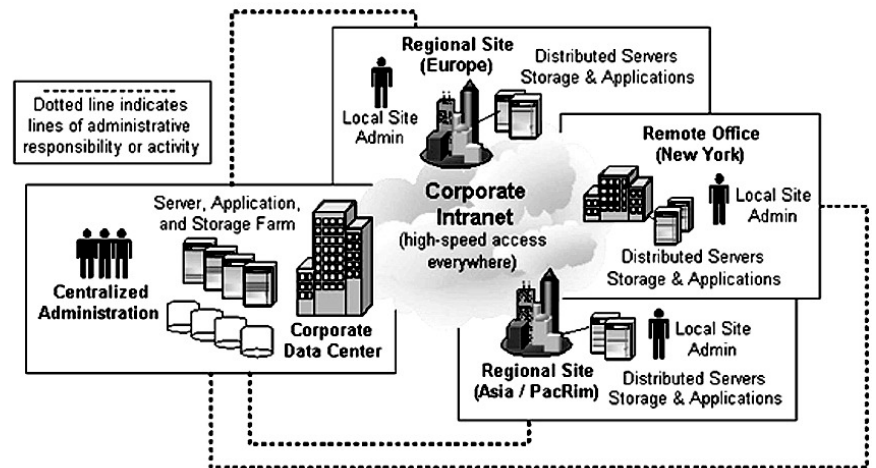 Dotted line indicates
lines of administrative
responsibility or activity
Regional Site
(Europe)
Distributed Servers
Storage & Applications
Local Site
Admin
Remote Office
(New York)
Local Site
Admin
Distributed Servers
Storage & Applications
Corporate
Intranet
(high-speed access
everywhere)
Server, Application,
and Storage Farm
Centralized
Administration
Corporate
Data Center
Regional Site
(Asia / PacRim)
Local Site
Admin
Distributed Servers
Storage & Applications